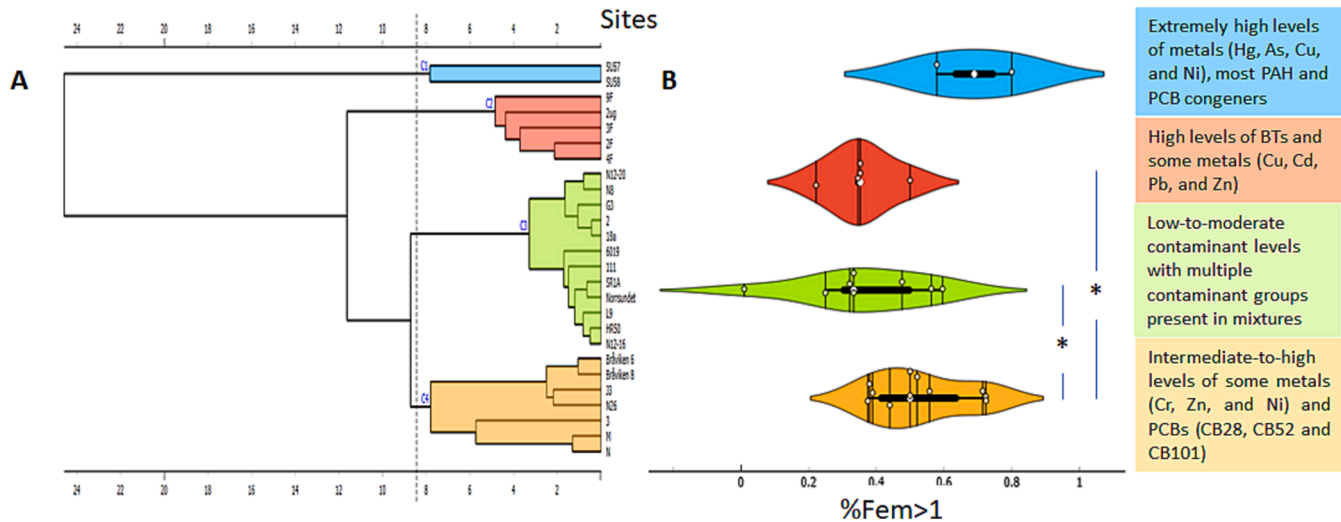 Sites
24 22 20 18 16 14 12 10 8 6 4 2
A
C1
SU67
SU68
C2
9F
2ug
3F
2F
4F
C3
N12-20
N8
G3
2
18a
6019
111
SR1A
Norrsundet
L9
HR50
N12-16
C4
Bråviken 6
Bråviken 8
J3
N26
3
M
N
24 22 20 18 16 14 12 10 8 6 4 2
B
*
*
0 0.2 0.4 0.6 0.8 1
%Fem>1
Extremely high levels
of metals (Hg, As, Cu,
and Ni), most PAH and
PCB congeners
High levels of BTs and
some metals (Cu, Cd,
Pb, and Zn)
Low-to-moderate
contaminant levels
with multiple
contaminant groups
present in mixtures
Intermediate-to-high
levels of some metals
(Cr, Zn, and Ni) and
PCBs (CB28, CB52 and
CB101)